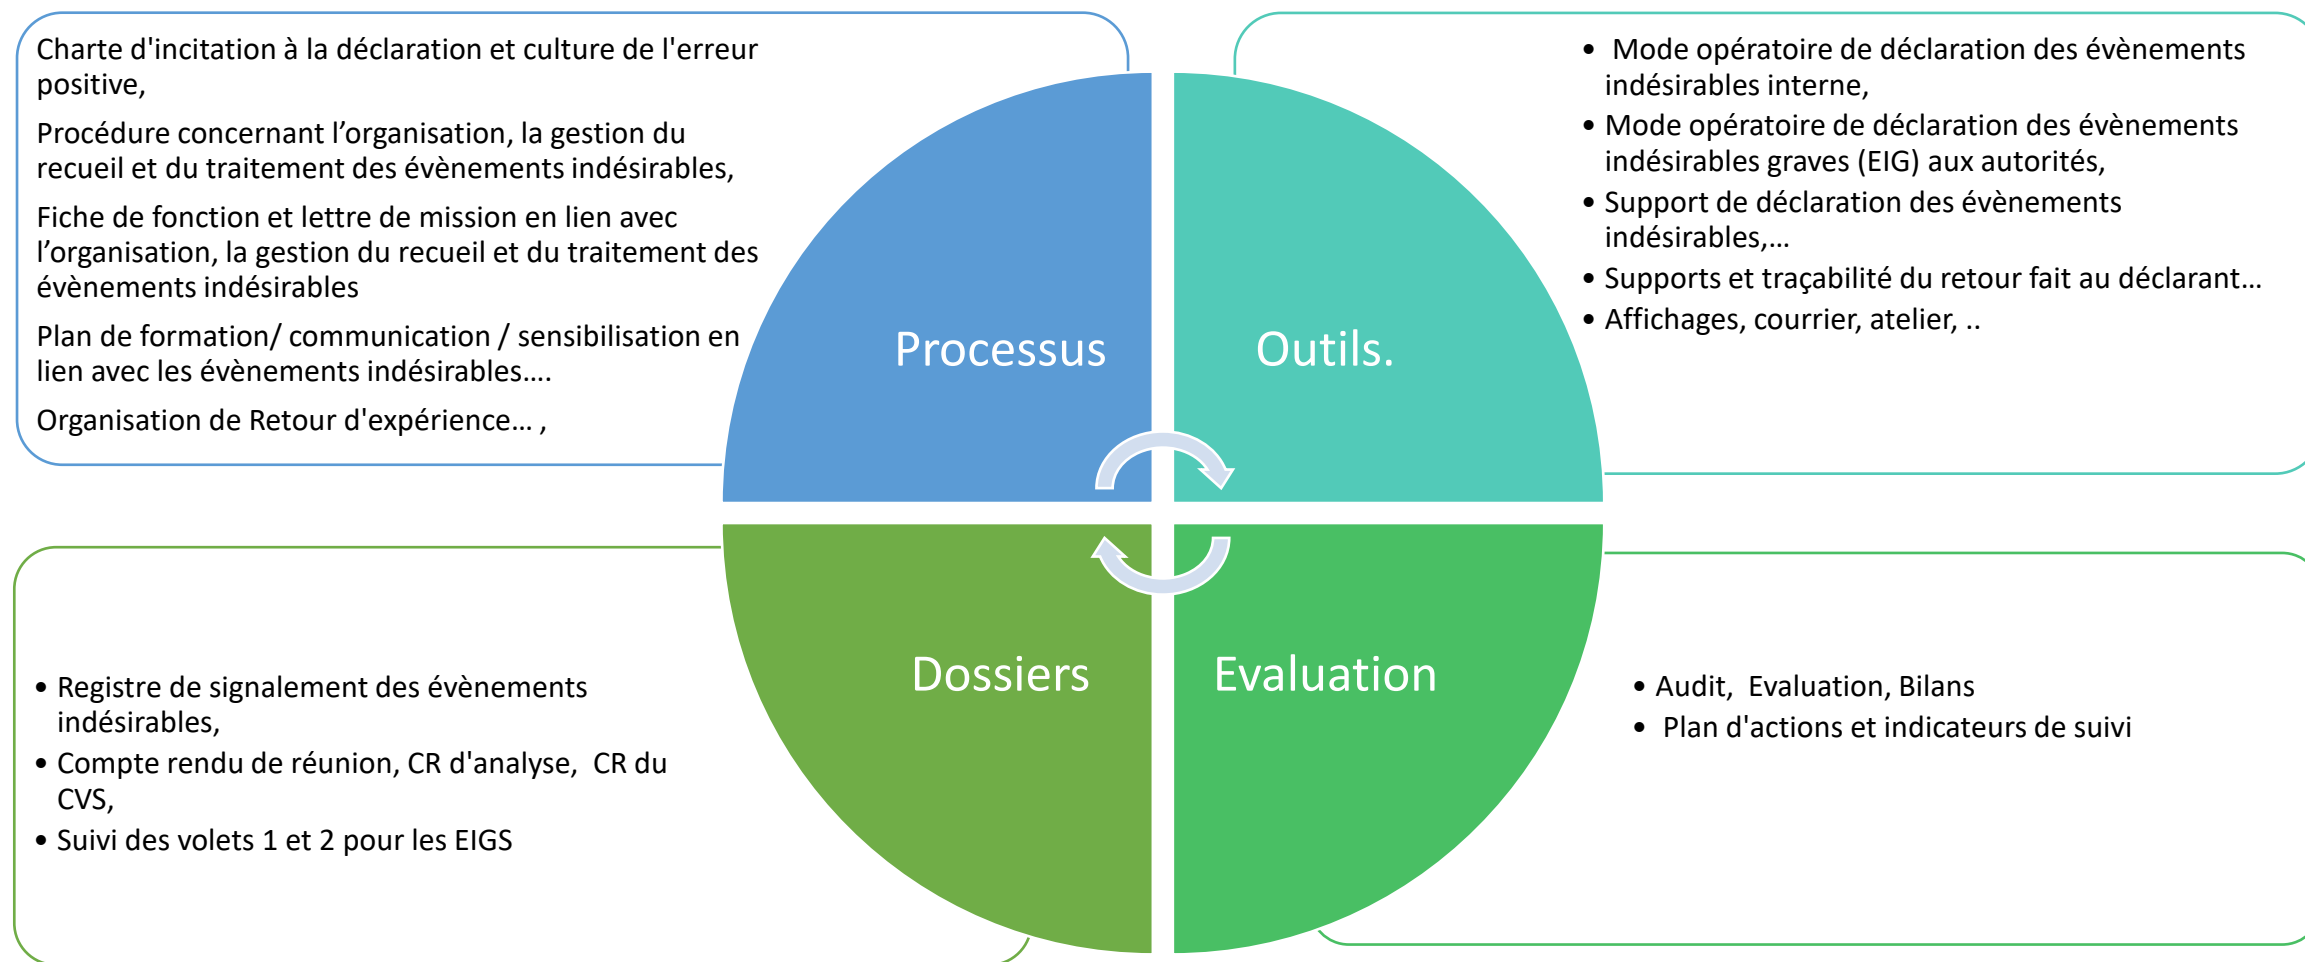 Charte d'incitation à la déclaration et culture de l'erreur
positive,
Procédure concernant l’organisation, la gestion du
recueil et du traitement des évènements indésirables,
Fiche de fonction et lettre de mission en lien avec
l’organisation, la gestion du recueil et du traitement des
évènements indésirables
Plan de formation/ communication / sensibilisation en
lien avec les évènements indésirables….
Organisation de Retour d'expérience… ,
Processus
Outils.
• Mode opératoire de déclaration des évènements
indésirables interne,
• Mode opératoire de déclaration des évènements
indésirables graves (EIG) aux autorités,
• Support de déclaration des évènements
indésirables,…
• Supports et traçabilité du retour fait au déclarant…
• Affichages, courrier, atelier, ..
• Registre de signalement des évènements
indésirables,
• Compte rendu de réunion, CR d'analyse,  CR du
CVS,
• Suivi des volets 1 et 2 pour les EIGS
Dossiers
Evaluation
• Audit,  Evaluation, Bilans
• Plan d'actions et indicateurs de suivi